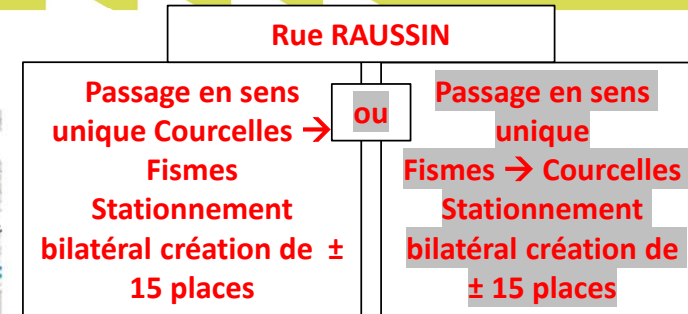 Rue RAUSSIN
Passage en sens
unique Courcelles →
Fismes
Stationnement
bilatéral création de ±
15 places
ou
Passage en sens
unique
Fismes → Courcelles
Stationnement
bilatéral création de
± 15 places